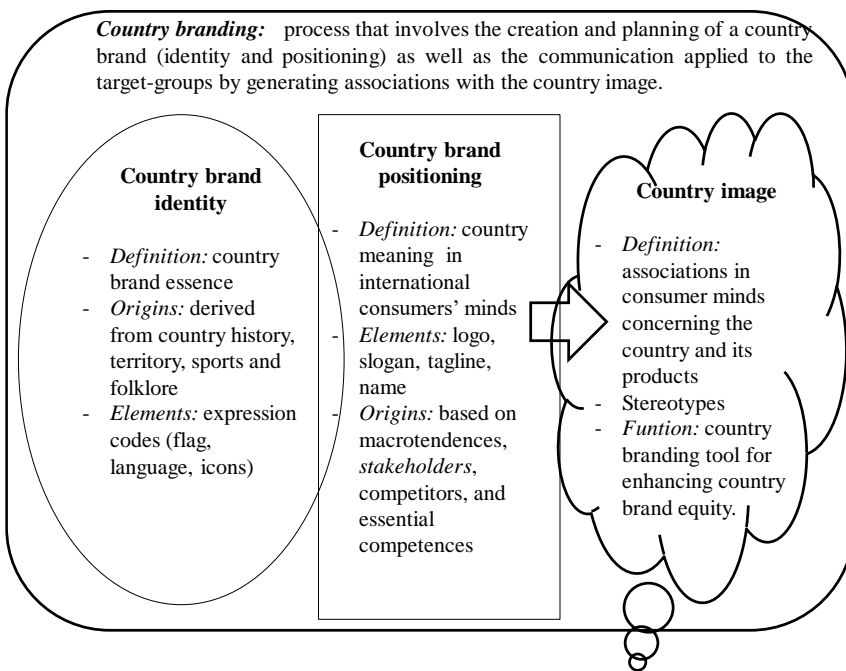 Country branding: process that involves the creation and planning of a country
brand (identity and positioning) as well as the communication applied to the
target-groups by generating associations with the country image.
Country brand
identity
- Definition: country
brand essence
- Origins: derived
from country history,
territory, sports and
folklore
- Elements: expression
codes (flag,
language, icons)
Country brand
positioning
- Definition: country
meaning in
international
consumers’ minds
- Elements: logo,
slogan, tagline,
name
- Origins: based on
macrotendences,
stakeholders,
competitors, and
essential
competences
Country image
- Definition:
associations in
consumer minds
concerning the
country and its
products
- Stereotypes
- Funtion: country
branding tool for
enhancing country
brand equity.